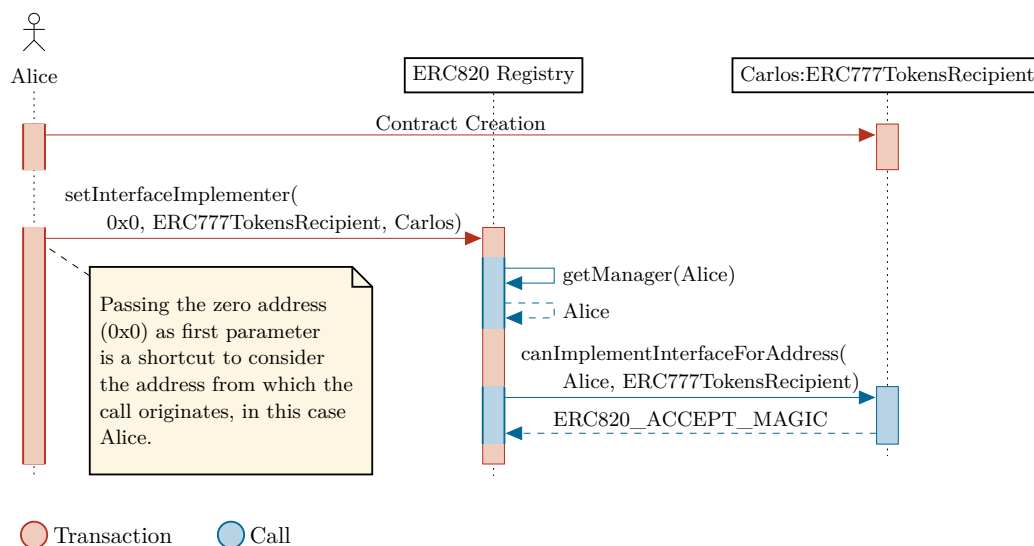 Alice
ERC820 Registry
Carlos:ERC777TokensRecipient
Contract Creation
setInterfaceImplementer(
0x0, ERC777TokensRecipient, Carlos)
getManager(Alice)
Alice
Passing the zero address
(0x0) as first parameter
is a shortcut to consider
the address from which the
call originates, in this case
Alice.
canImplementInterfaceForAddress(
Alice, ERC777TokensRecipient)
ERC820_ACCEPT_MAGIC
Transaction
Call